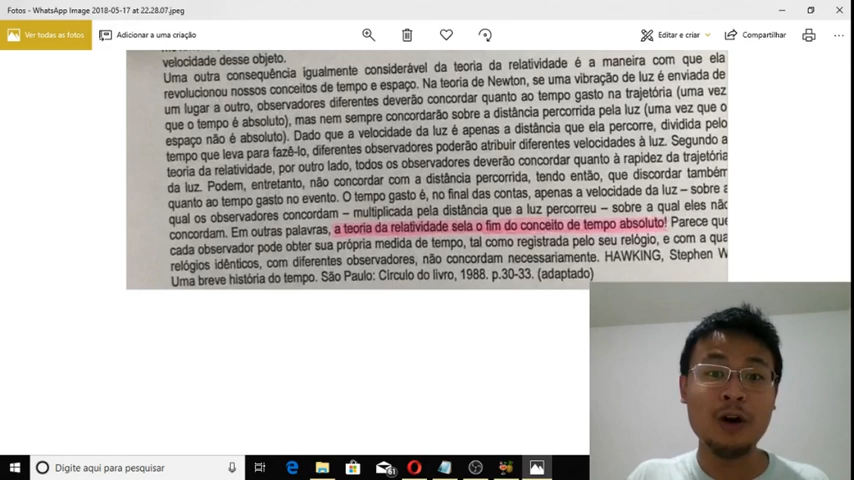 Fotos - WhatsApp Image 2018-05-17 at 22.28.07.jpeg
Ver todas as fotos
Adicionar a uma criação
Editar e criar
Compartilhar
velocidade desse objeto.
Uma outra consequência igualmente considerável da teoria da relatividade é a maneira com que ela
revolucionou nossos conceitos de tempo e espaço. Na teoria de Newton, se uma vibração de luz é enviada de
um lugar a outro, observadores diferentes deverão concordar quanto ao tempo gasto na trajetória (uma vez
que o tempo é absoluto), mas nem sempre concordarão sobre a distância percorrida pela luz (uma vez que o
espaço não é absoluto). Dado que a velocidade da luz é apenas a distância que ela percorre, dividida pelo
tempo que leva para fazê-lo, diferentes observadores poderão atribuir diferentes velocidades à luz. Segundo a
teoria da relatividade, por outro lado, todos os observadores deverão concordar quanto à rapidez da trajetória
da luz. Podem, entretanto, não concordar com a distância percorrida, tendo então, que discordar também
quanto ao tempo gasto no evento. O tempo gasto é, no final das contas, apenas a velocidade da luz – sobre a
qual os observadores concordam – multiplicada pela distância que a luz percorreu – sobre a qual eles não
concordam. Em outras palavras, a teoria da relatividade sela o fim do conceito de tempo absoluto! Parece que
cada observador pode obter sua própria medida de tempo, tal como registrada pelo seu relógio, e com a qua
relógios idênticos, com diferentes observadores, não concordam necessariamente. HAWKING, Stephen W
Uma breve história do tempo. São Paulo: Circulo do livro, 1988. p.30-33. (adaptado)
Digite aqui para pesquisar
61